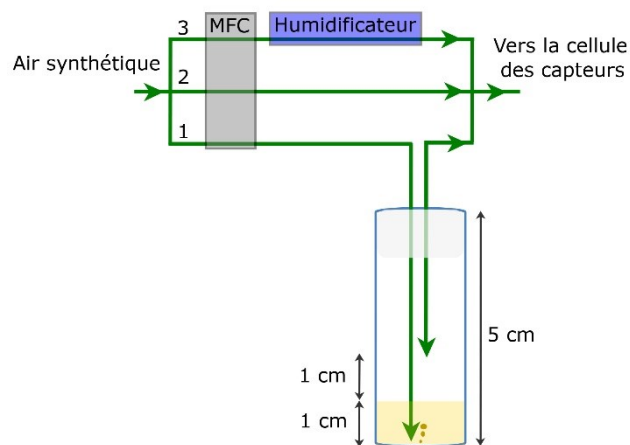 3
MFC
Humidificateur
Air synthétique
2
1
Vers la cellule
des capteurs
5 cm
1 cm
1 cm